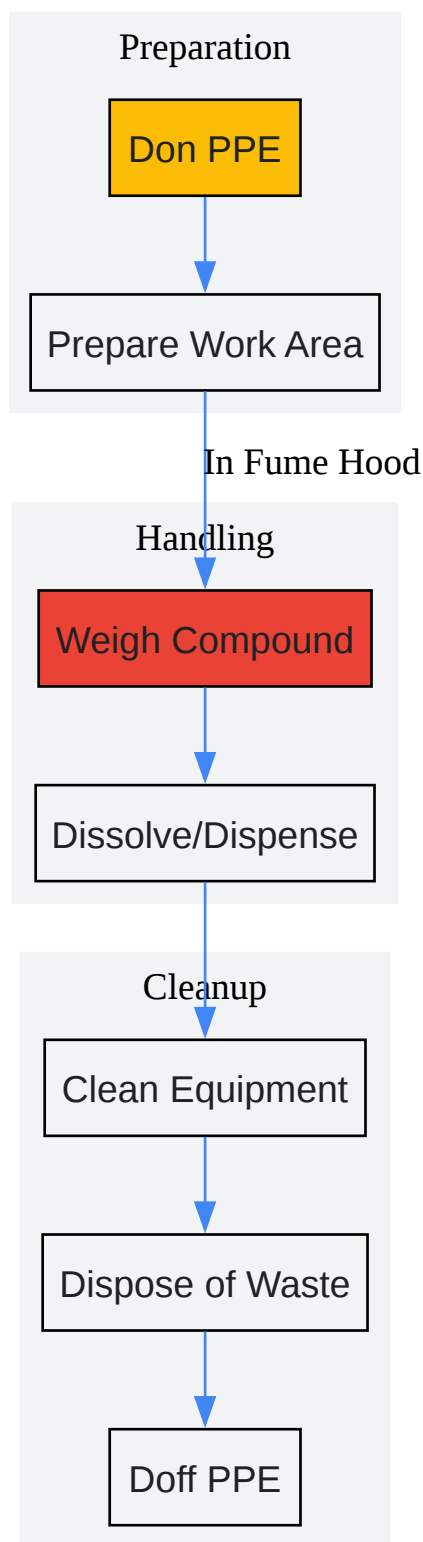 Preparation
Don PPE
Prepare Work Area
In Fume Hood
Handling
Weigh Compound
Dissolve/Dispense
Cleanup
Clean Equipment
Dispose of Waste
Doff PPE